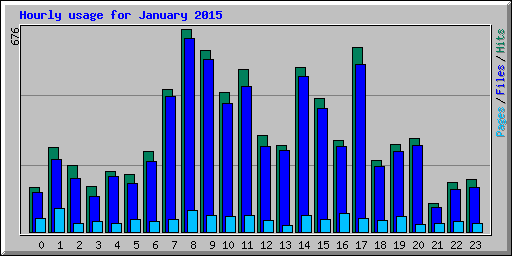 Hourly usage for January 2015
676
Pages/Files/Hits
0 1 2 3 4 5 6 7 8 9 10 11 12 13 14 15 16 17 18 19 20 21 22 23